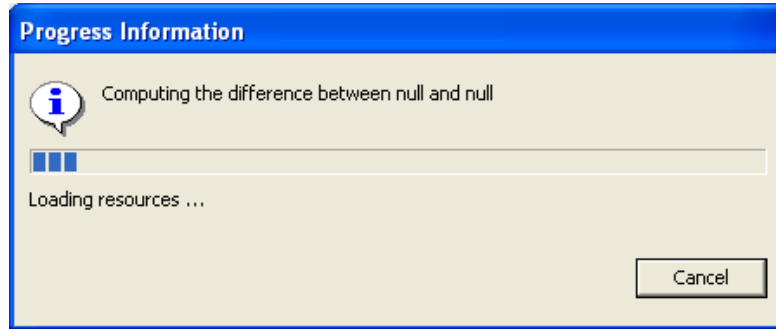 Progress Information
Computing the difference between null and null
Loading resources ...
Cancel